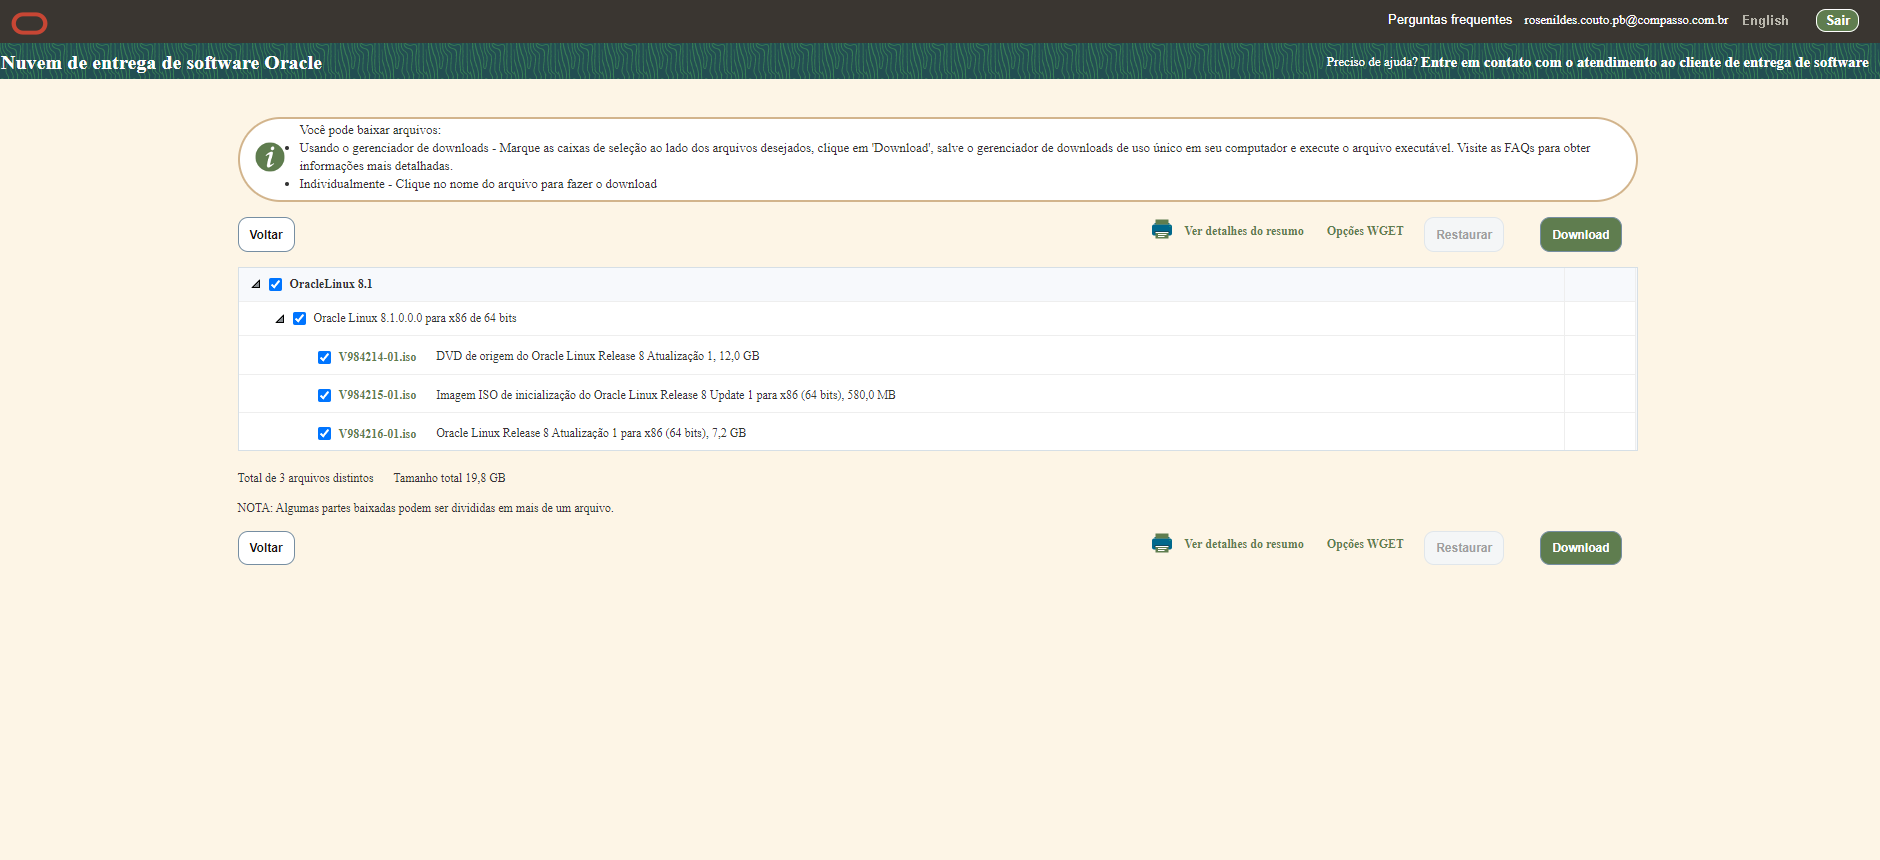 Perguntas frequentes rosenildes.couto.pb@compasso.com.br English Sair
Nuvem de entrega de software Oracle Preciso de ajuda? Entre em contato com o atendimento ao cliente de entrega de software
Você pode baixar arquivos:
• Usando o gerenciador de downloads - Marque as caixas de seleção ao lado dos arquivos desejados, clique em 'Download', salve o gerenciador de downloads de uso único em seu computador e execute o arquivo executável. Visite as FAQs para obter
informações mais detalhadas.
• Individualmente - Clique no nome do arquivo para fazer o download
Voltar Ver detalhes do resumo Opções WGET Restaurar Download
OracleLinux 8.1
Oracle Linux 8.1.0.0.0 para x86 de 64 bits
V984214-01.iso DVD de origem do Oracle Linux Release 8 Atualização 1, 12,0 GB
V984215-01.iso Imagem ISO de inicialização do Oracle Linux Release 8 Update 1 para x86 (64 bits), 580,0 MB
V984216-01.iso Oracle Linux Release 8 Atualização 1 para x86 (64 bits), 7,2 GB
Total de 3 arquivos distintos Tamanho total 19,8 GB
NOTA: Algumas partes baixadas podem ser divididas em mais de um arquivo.
Voltar Ver detalhes do resumo Opções WGET Restaurar Download